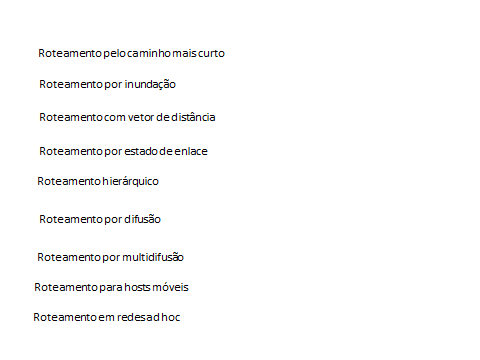 Roteamento pelo caminho mais curto
Roteamento por inundação
Roteamento com vetor de distância
Roteamento por estado de enlace
Roteamento hierárquico
Roteamento por difusão
Roteamento por multidifusão
Roteamento para hosts móveis
Roteamento em redes ad hoc